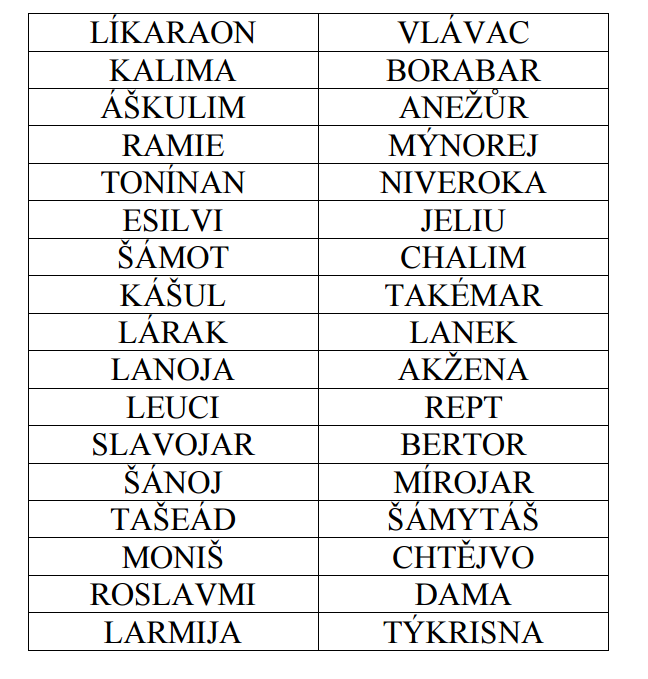 LÍKARAON VLÁVAC
KALIMA BORABAR
ÁŠKULIM ANEŽŮR
RAMIE MÝNOREJ
TONÍNAN NIVEROKA
ESILVI JELIU
ŠÁMOT CHALIM
KÁŠUL TAKÉMAR
LÁRAK LANEK
LANOJA AKŽENA
LEUCI REPT
SLAVOJAR BERTOR
ŠÁNOJ MÍROJAR
TAŠEÁD ŠÁMYTÁŠ
MONIŠ CHTĚJVO
ROSLAVMI DAMA
LARMIJA TÝKRISNA